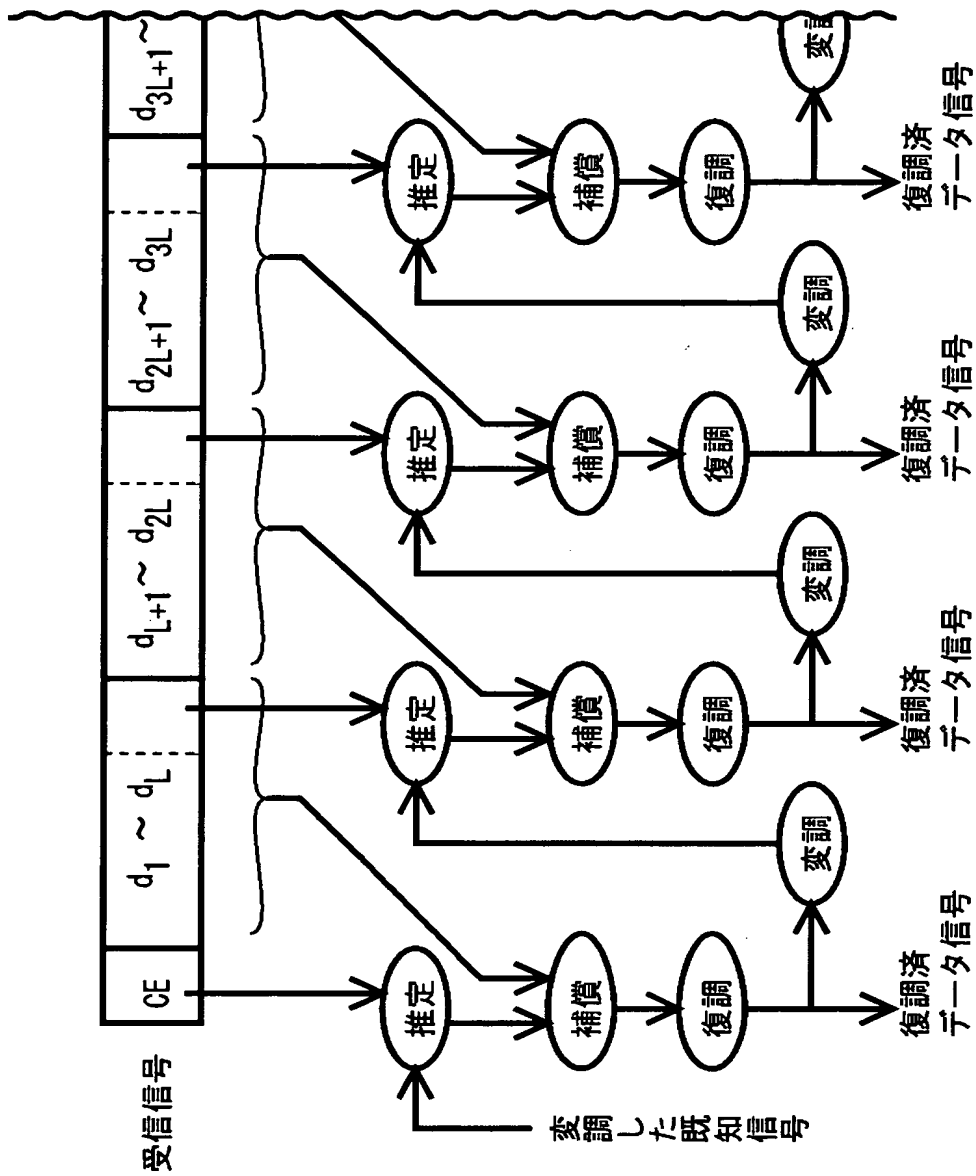 受信信号
CE
d1 ~ dL
dL+1 ~ d2L
d2L+1 ~ d3L
d3L+1 ~
変調した既知信号
推定
推定
推定
推定
補償
補償
補償
補償
復調
復調
復調
復調
変調
変調
変調
変調
復調済
データ信号
復調済
データ信号
復調済
データ信号
復調済
データ信号